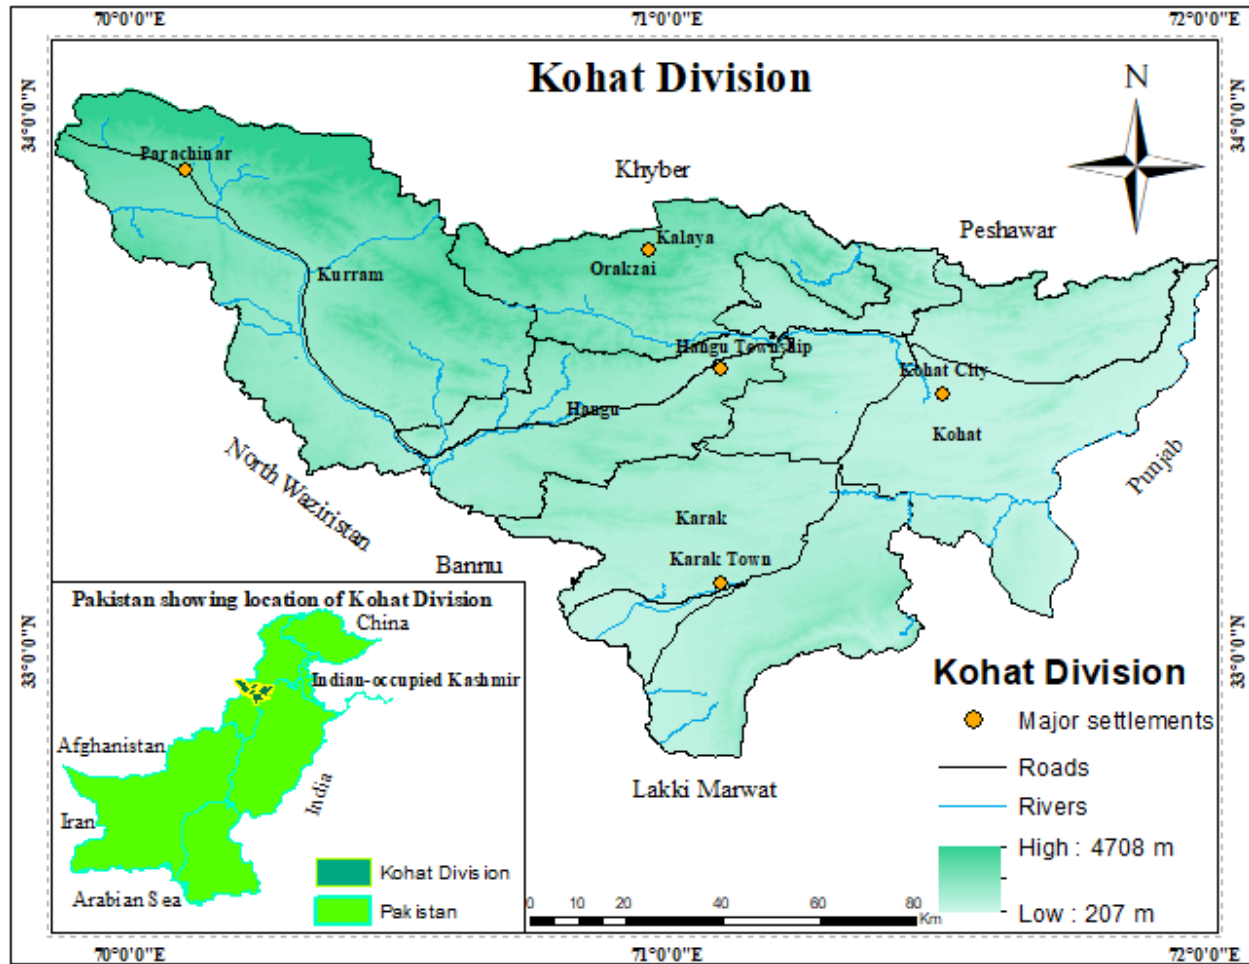 70°0'0"E 71°0'0"E 72°0'0"E
Kohat Division
N
34°0'0"N
34°0'0"N
Parachinar
Khyber
Peshawar
Kalaya
Orakzai
Kurram
Hangu Township
Kohat City
Hangu
Kohat
North Waziristan
Punjab
Karak
Karak Town
Bannu
Lakki Marwat
33°0'0"N
33°0'0"N
Pakistan showing location of Kohat Division
China
Indian-occupied Kashmir
Afghanistan
India
Iran
Arabian Sea
Kohat Division
Pakistan
Kohat Division
Major settlements
Roads
Rivers
High : 4708 m
Low : 207 m
0 5 10 20 40 60 80
Km
70°0'0"E 71°0'0"E 72°0'0"E